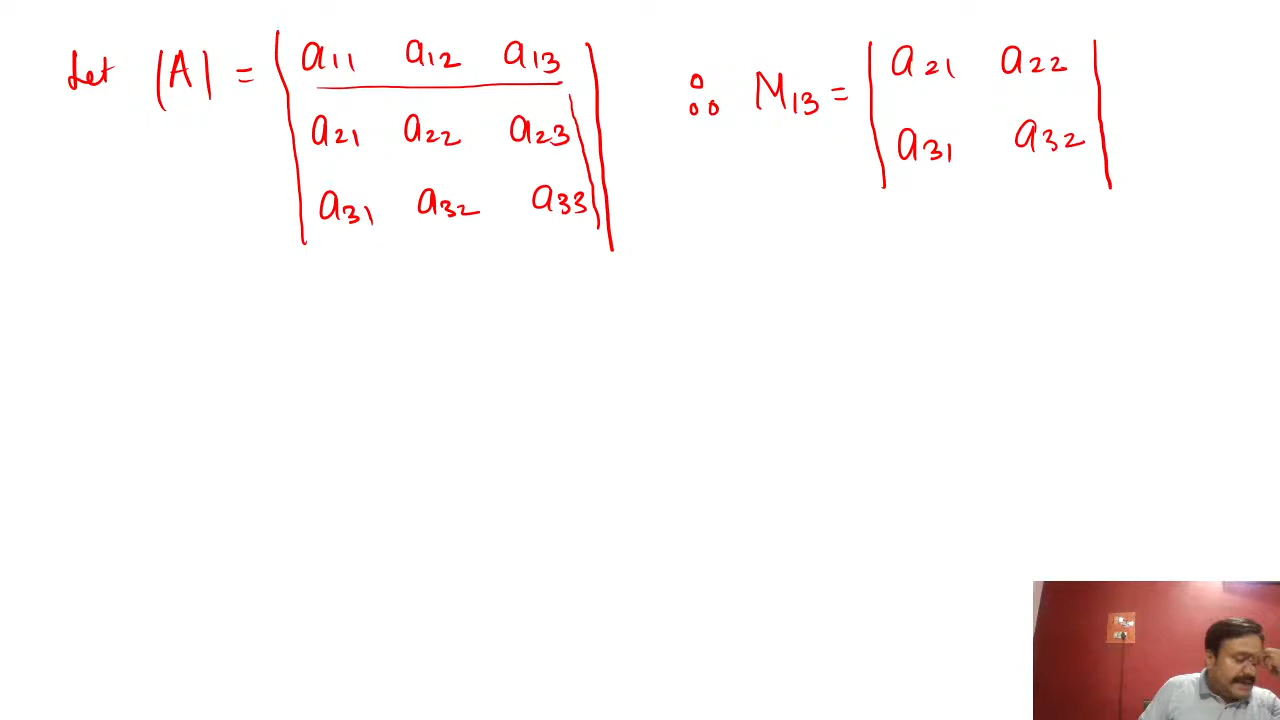 Let |A| = | a11 a12 a13 |
| a21 a22 a23 |
| a31 a32 a33 |
∴ M13 = | a21 a22 |
| a31 a32 |